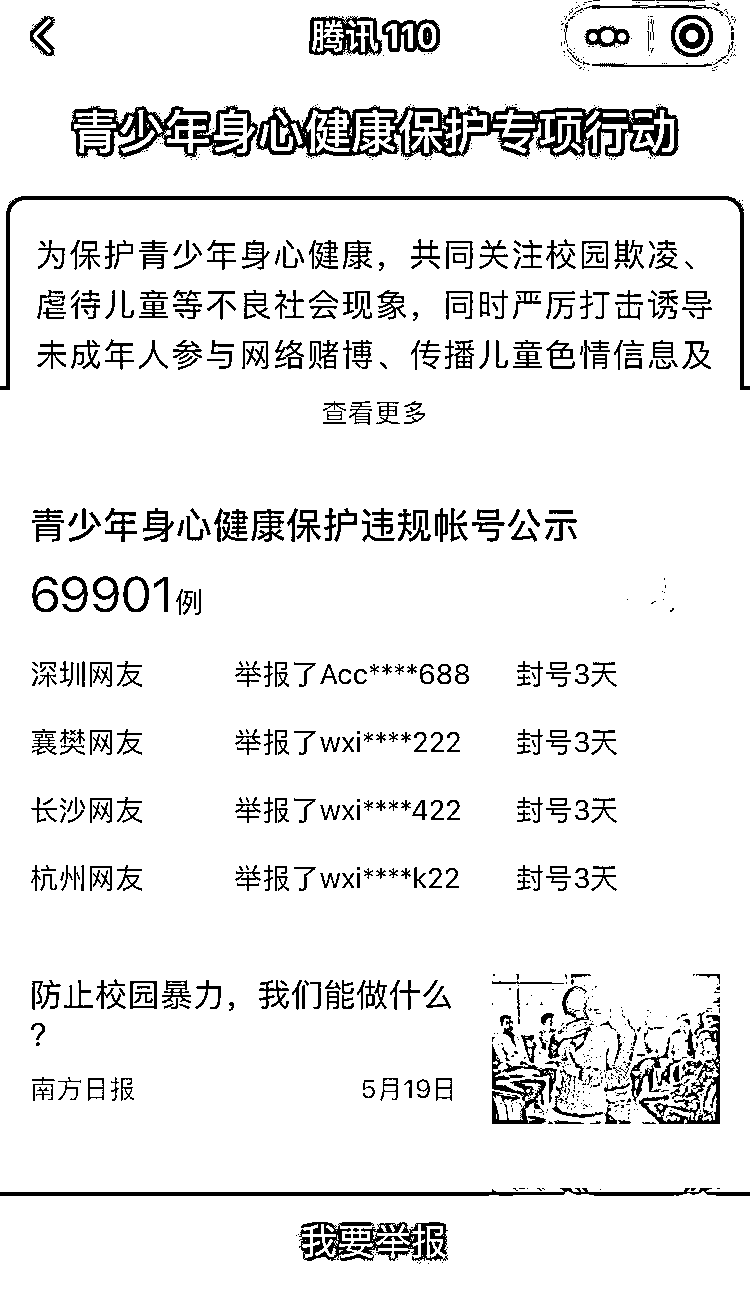 腾讯110
青少年身心健康保护专项行动
为保护青少年身心健康，共同关注校园欺凌、
虐待儿童等不良社会现象，同时严厉打击诱导
未成年人参与网络赌博、传播儿童色情信息及
查看更多
青少年身心健康保护违规帐号公示
69901例
深圳网友 举报了Acc****688 封号3天
襄樊网友 举报了wxi****222 封号3天
长沙网友 举报了wxi****422 封号3天
杭州网友 举报了wxi****k22 封号3天
防止校园暴力，我们能做什么
?
南方日报 5月19日
我要举报